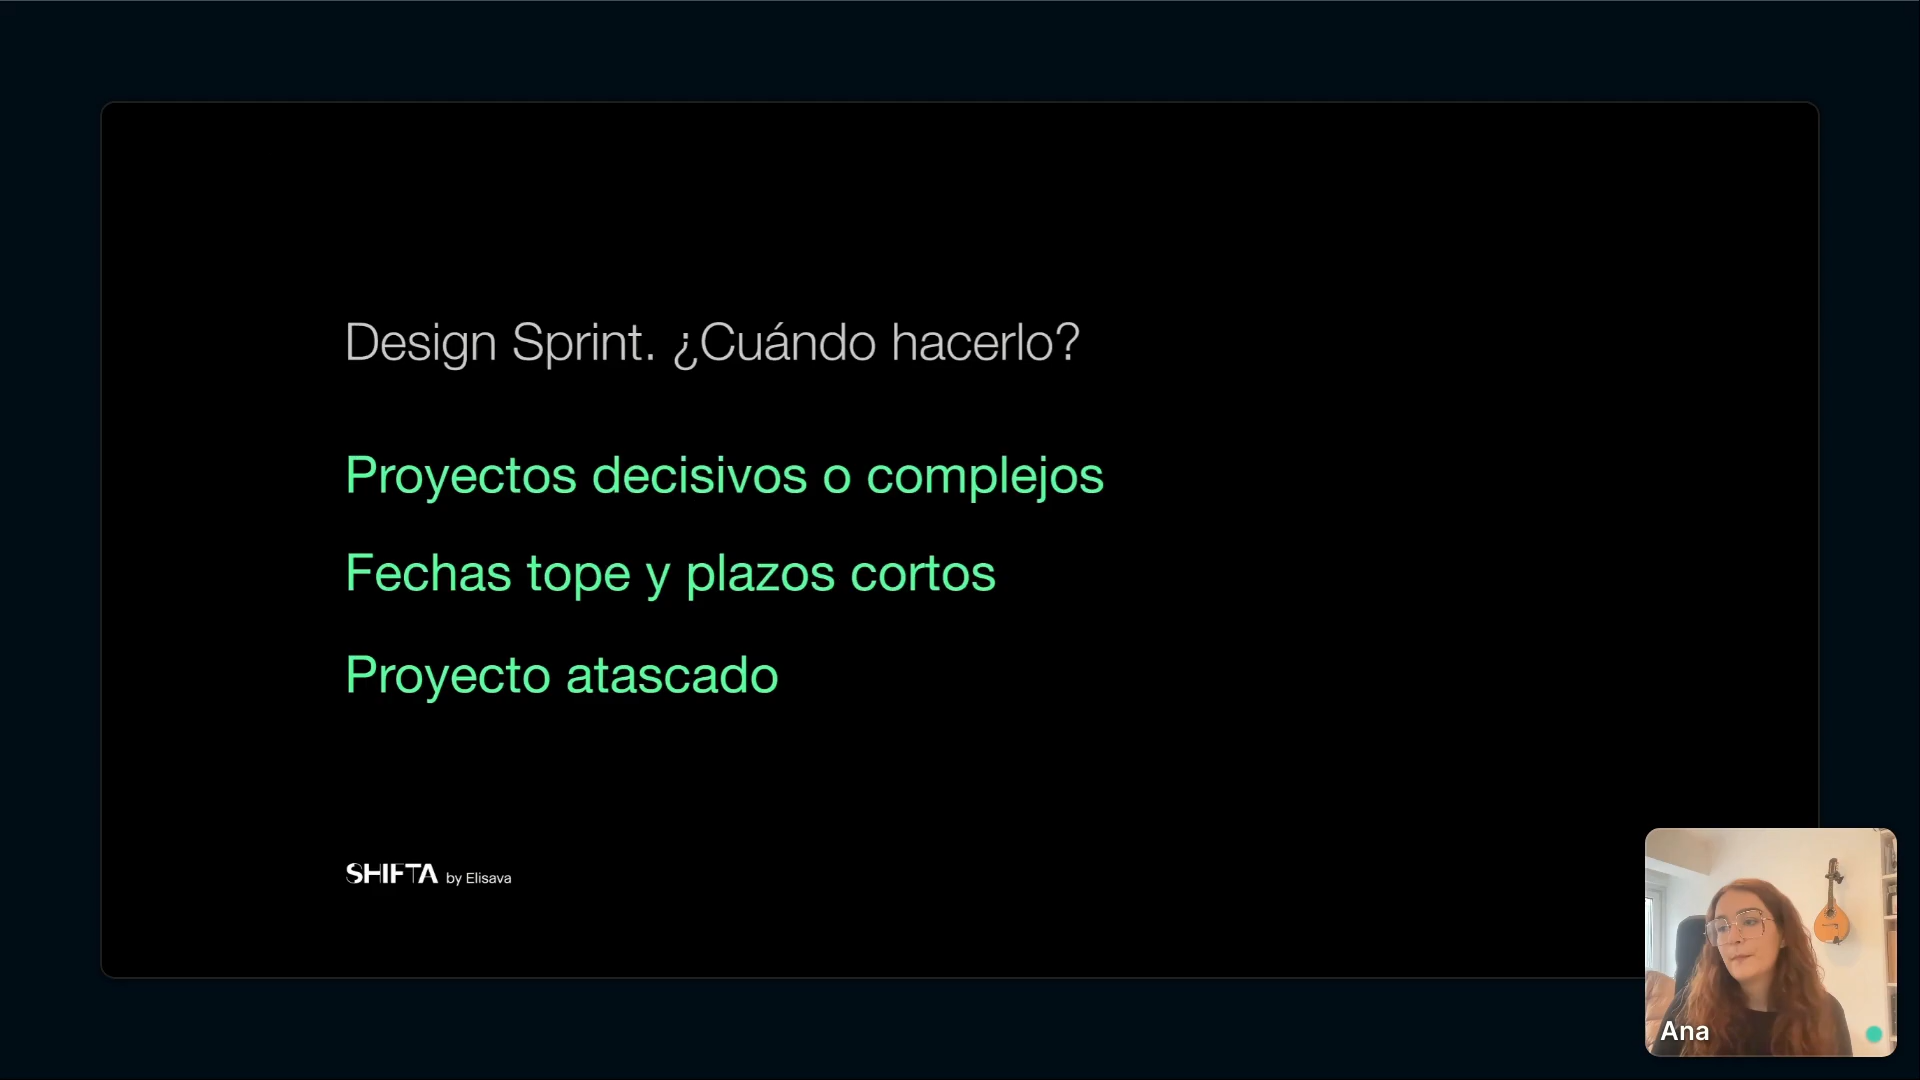 Design Sprint. ¿Cuándo hacerlo?
Proyectos decisivos o complejos
Fechas tope y plazos cortos
Proyecto atascado
SHIFTA by Elisava
Ana